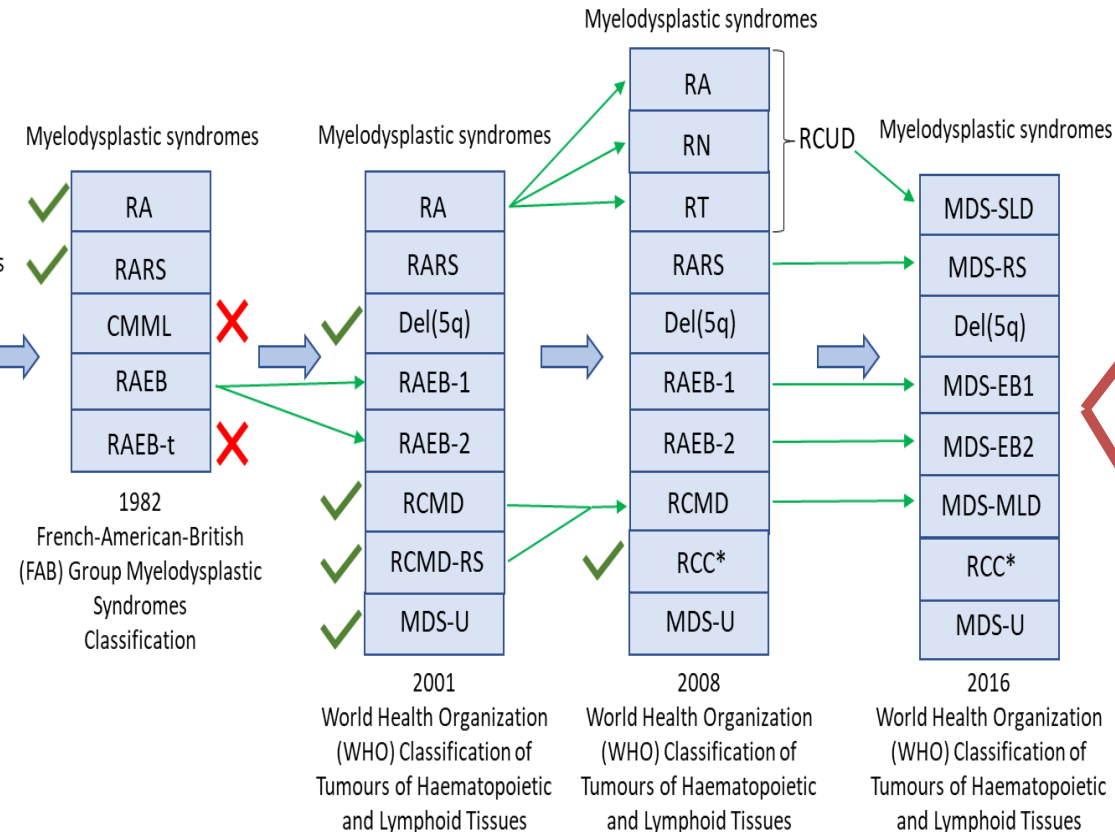 Myelodysplastic syndromes
RA
RARS
CMML
RAEB
RAEB-t
1982
French-American-British
(FAB) Group Myelodysplastic
Syndromes
Classification
s
Myelodysplastic syndromes
RA
RARS
Del(5q)
RAEB-1
RAEB-2
RCMD
RCMD-RS
MDS-U
2001
World Health Organization
(WHO) Classification of
Tumours of Haematopoietic
and Lymphoid Tissues
Myelodysplastic syndromes
RA
RN
RT
RARS
Del(5q)
RAEB-1
RAEB-2
RCMD
RCC*
MDS-U
2008
World Health Organization
(WHO) Classification of
Tumours of Haematopoietic
and Lymphoid Tissues
RCUD
Myelodysplastic syndromes
MDS-SLD
MDS-RS
Del(5q)
MDS-EB1
MDS-EB2
MDS-MLD
RCC*
MDS-U
2016
World Health Organization
(WHO) Classification of
Tumours of Haematopoietic
and Lymphoid Tissues